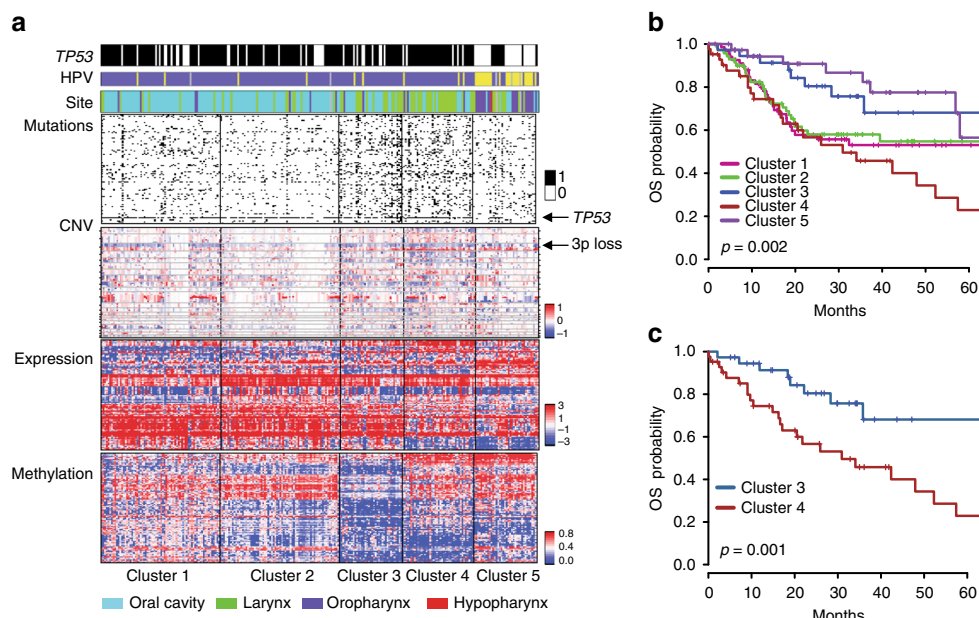 a
TP53
HPV
Site
Mutations
1
0
TP53
CNV
3p loss
1
0
−1
Expression
3
1
−1
−3
Methylation
0.8
0.4
0.0
Cluster 1
Cluster 2
Cluster 3
Cluster 4
Cluster 5
Oral cavity
Larynx
Oropharynx
Hypopharynx
b
OS probability
1.0
0.8
0.6
0.4
0.2
0.0
Cluster 1
Cluster 2
Cluster 3
Cluster 4
Cluster 5
p = 0.002
0 10 20 30 40 50 60
Months
c
OS probability
1.0
0.8
0.6
0.4
0.2
0.0
Cluster 3
Cluster 4
p = 0.001
0 10 20 30 40 50 60
Months